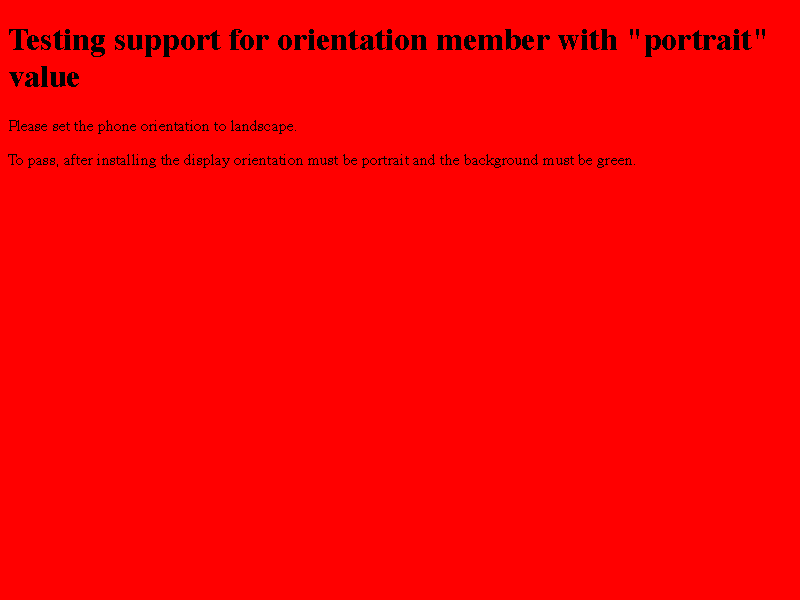 Testing support for orientation member with "portrait"
value
Please set the phone orientation to landscape.
To pass, after installing the display orientation must be portrait and the background must be green.